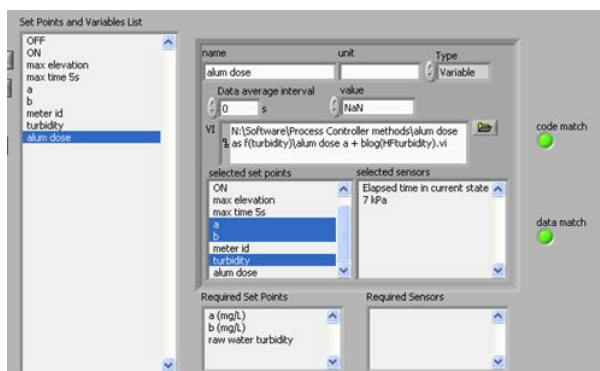 Set Points and Variables List
OFF
ON
max elevation
max time 5s
a
b
meter id
turbidity
alum dose
name
unit
Type
alum dose
Variable
Data average interval
value
0
s
NaN
VI
N:\Software\Process Controller methods\alum dose
as f(turbidity)\alum dose a + blog(HFturbidity).vi
code match
selected set points
selected sensors
ON
max elevation
max time 5s
a
b
meter id
turbidity
alum dose
Elapsed time in current state
7 kPa
data match
Required Set Points
Required Sensors
a (mg/L)
b (mg/L)
raw water turbidity